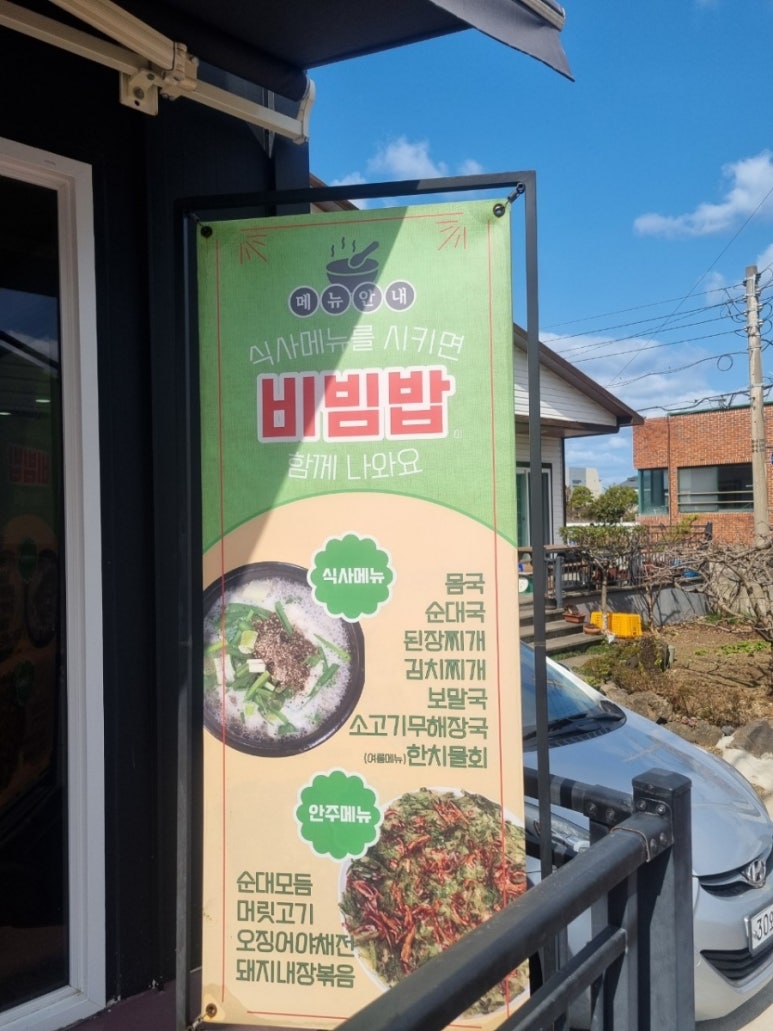 메뉴안내
식사메뉴를 시키면
비빔밥이
함께 나와요
식사메뉴
몸국
순대국
된장찌개
김치찌개
보말국
소고기무해장국
(여름메뉴)한치물회
안주메뉴
순대모듬
머릿고기
오징어야채전
돼지내장볶음
309